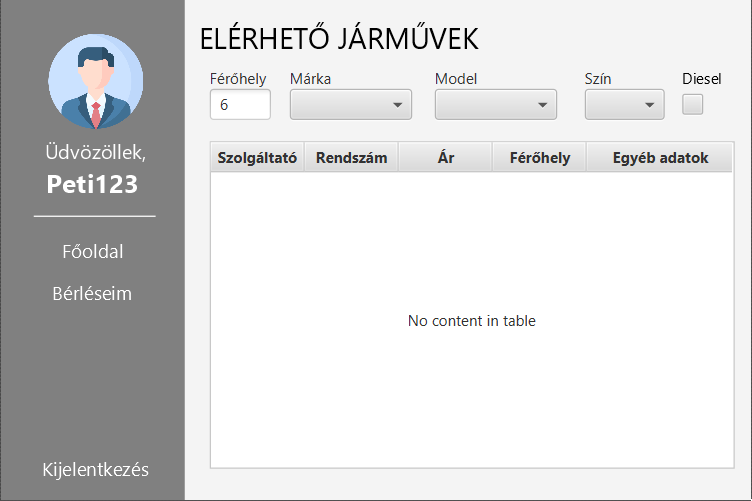 Üdvözöllek,
Peti123
Főoldal
Bérléseim
Kijelentkezés
ELÉRHETŐ JÁRMŰVEK
Férőhely Márka Model Szín Diesel
6
Szolgáltató Rendszám Ár Férőhely Egyéb adatok
No content in table